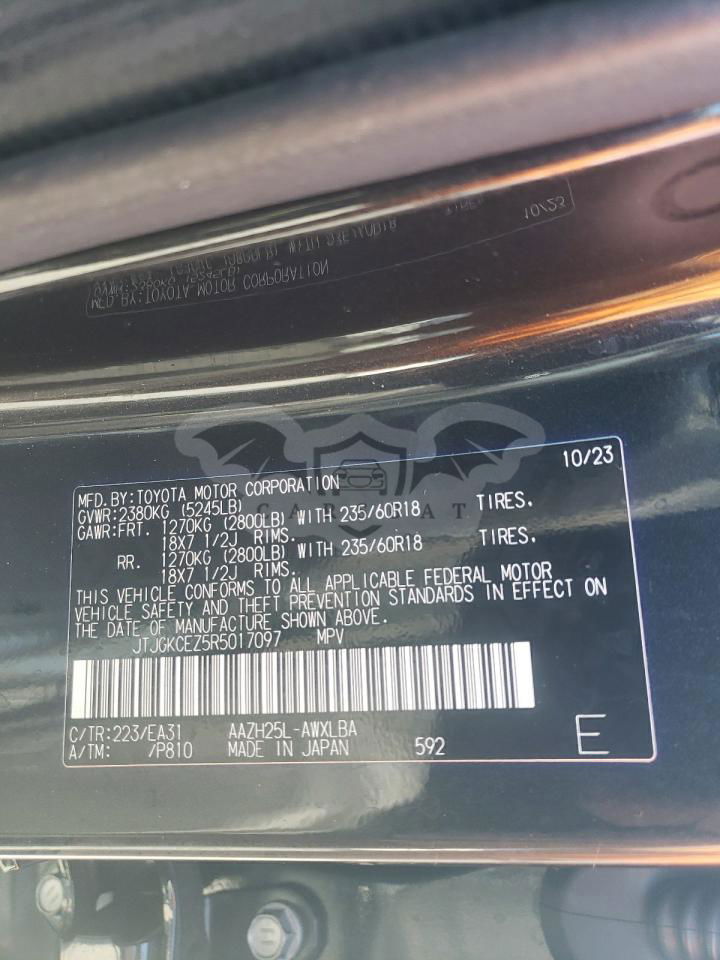 10/23
MFD.BY:TOYOTA MOTOR CORPORATION
GVWR:2380KG (5245LB)
GAWR:FRT. 1270KG (2800LB) WITH 235/60R18 TIRES.
18X7 1/2J RIMS.
RR. 1270KG (2800LB) WITH 235/60R18 TIRES.
18X7 1/2J RIMS.
THIS VEHICLE CONFORMS TO ALL APPLICABLE FEDERAL MOTOR
VEHICLE SAFETY AND THEFT PREVENTION STANDARDS IN EFFECT ON
THE DATE OF MANUFACTURE SHOWN ABOVE.
JTJGKCEZ5R5017097 MPV
C/TR:223/EA31 AAZH25L-AWXLBA
A/TM: /P810 MADE IN JAPAN 592 E